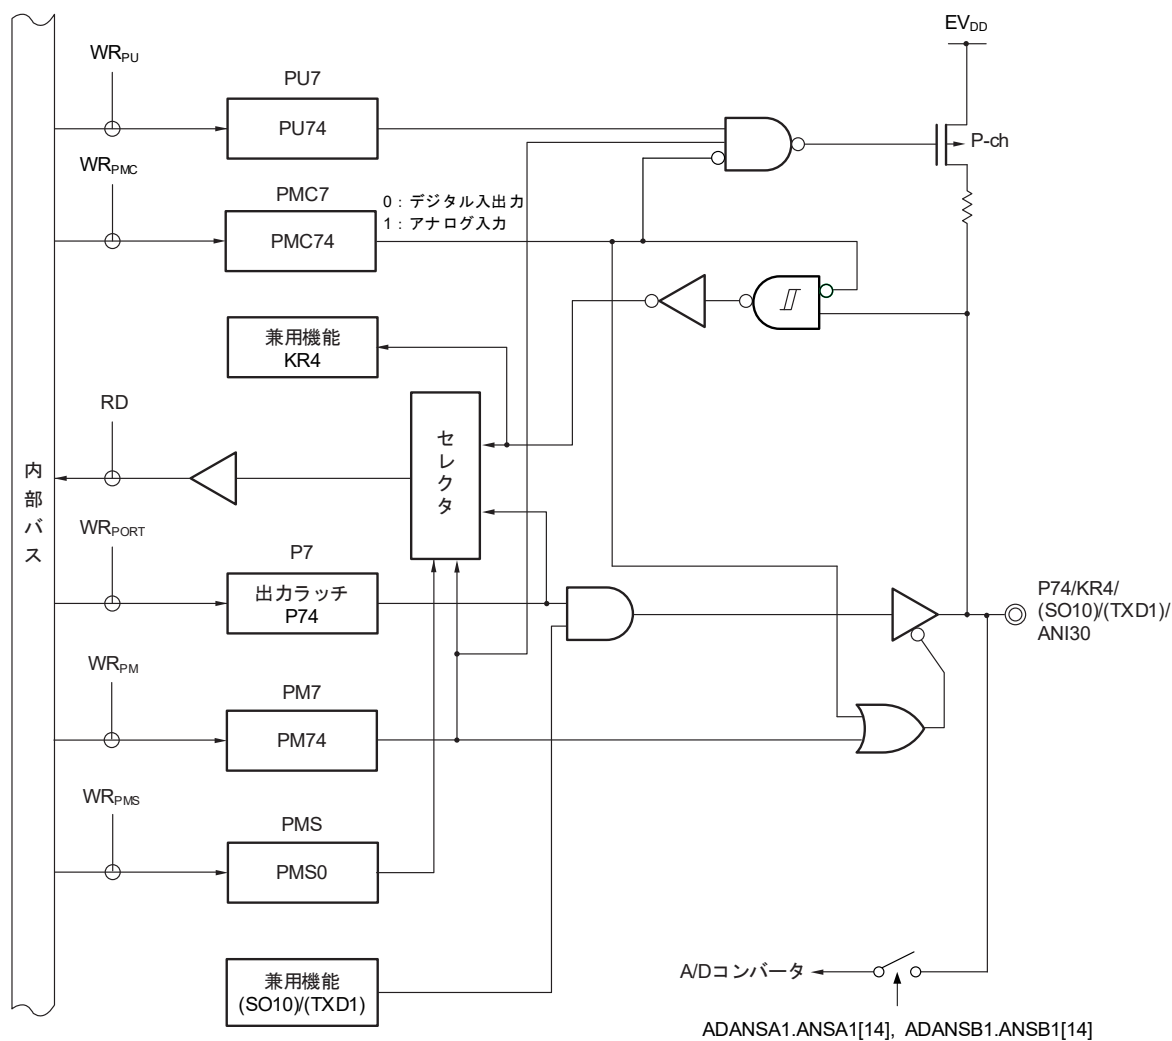 EVDD
WRPU
PU7
PU74
P-ch
WRPMC
PMC7
0：デジタル入出力
1：アナログ入力
PMC74
兼用機能
KR4
RD
セレクタ
内部バス
WRPORT
P7
出力ラッチ
P74
P74/KR4/
(SO10)/(TXD1)/
ANI30
WRPM
PM7
PM74
WRPMS
PMS
PMS0
兼用機能
(SO10)/(TXD1)
A/Dコンバータ
ADANSA1.ANSA1[14], ADANSB1.ANSB1[14]